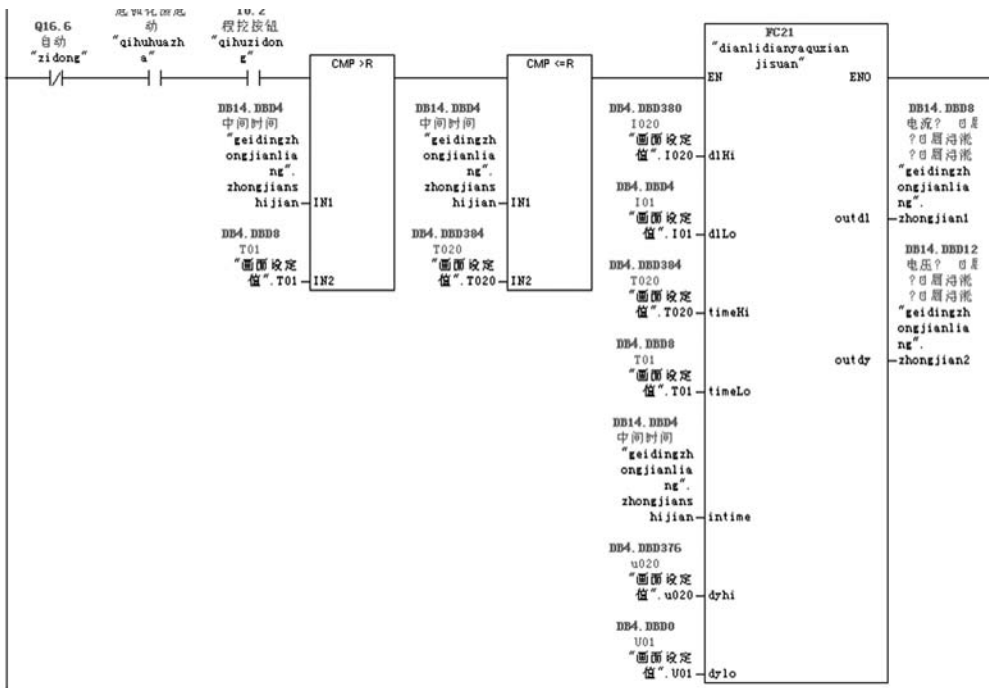 Q16.6
自动
"zidong"
动
"qihuhuazh
a"
程控按钮
"qihuzidon
g"
CMP >R
DB14.DBD4
中间时间
"geidingzh
ongjianlia
ng".
zhongjians
hijian
IN1
DB4.DBD8
T01
"画面设定
值".T01
IN2
CMP <=R
DB14.DBD4
中间时间
"geidingzh
ongjianlia
ng".
zhongjians
hijian
IN1
DB4.DBD384
T020
"画面设定
值".T020
IN2
FC21
"dianlidianyaquxian
jisuan"
EN
ENO
DB4.DBD380
I020
"画面设定
值".I020
dlHi
DB4.DBD4
I01
"画面设定
值".I01
dlLo
DB4.DBD384
T020
"画面设定
值".T020
timeHi
DB4.DBD8
T01
"画面设定
值".T01
timeLo
DB14.DBD4
中间时间
"geidingzh
ongjianlia
ng".
zhongjians
hijian
intime
DB4.DBD376
u020
"画面设定
值".u020
dyhi
DB4.DBD0
U01
"画面设定
值".U01
dylo
outdl
DB14.DBD8
电流?
"geidingzh
ongjianlia
ng".
zhongjian1
outdy
DB14.DBD12
电压?
"geidingzh
ongjianlia
ng".
zhongjian2